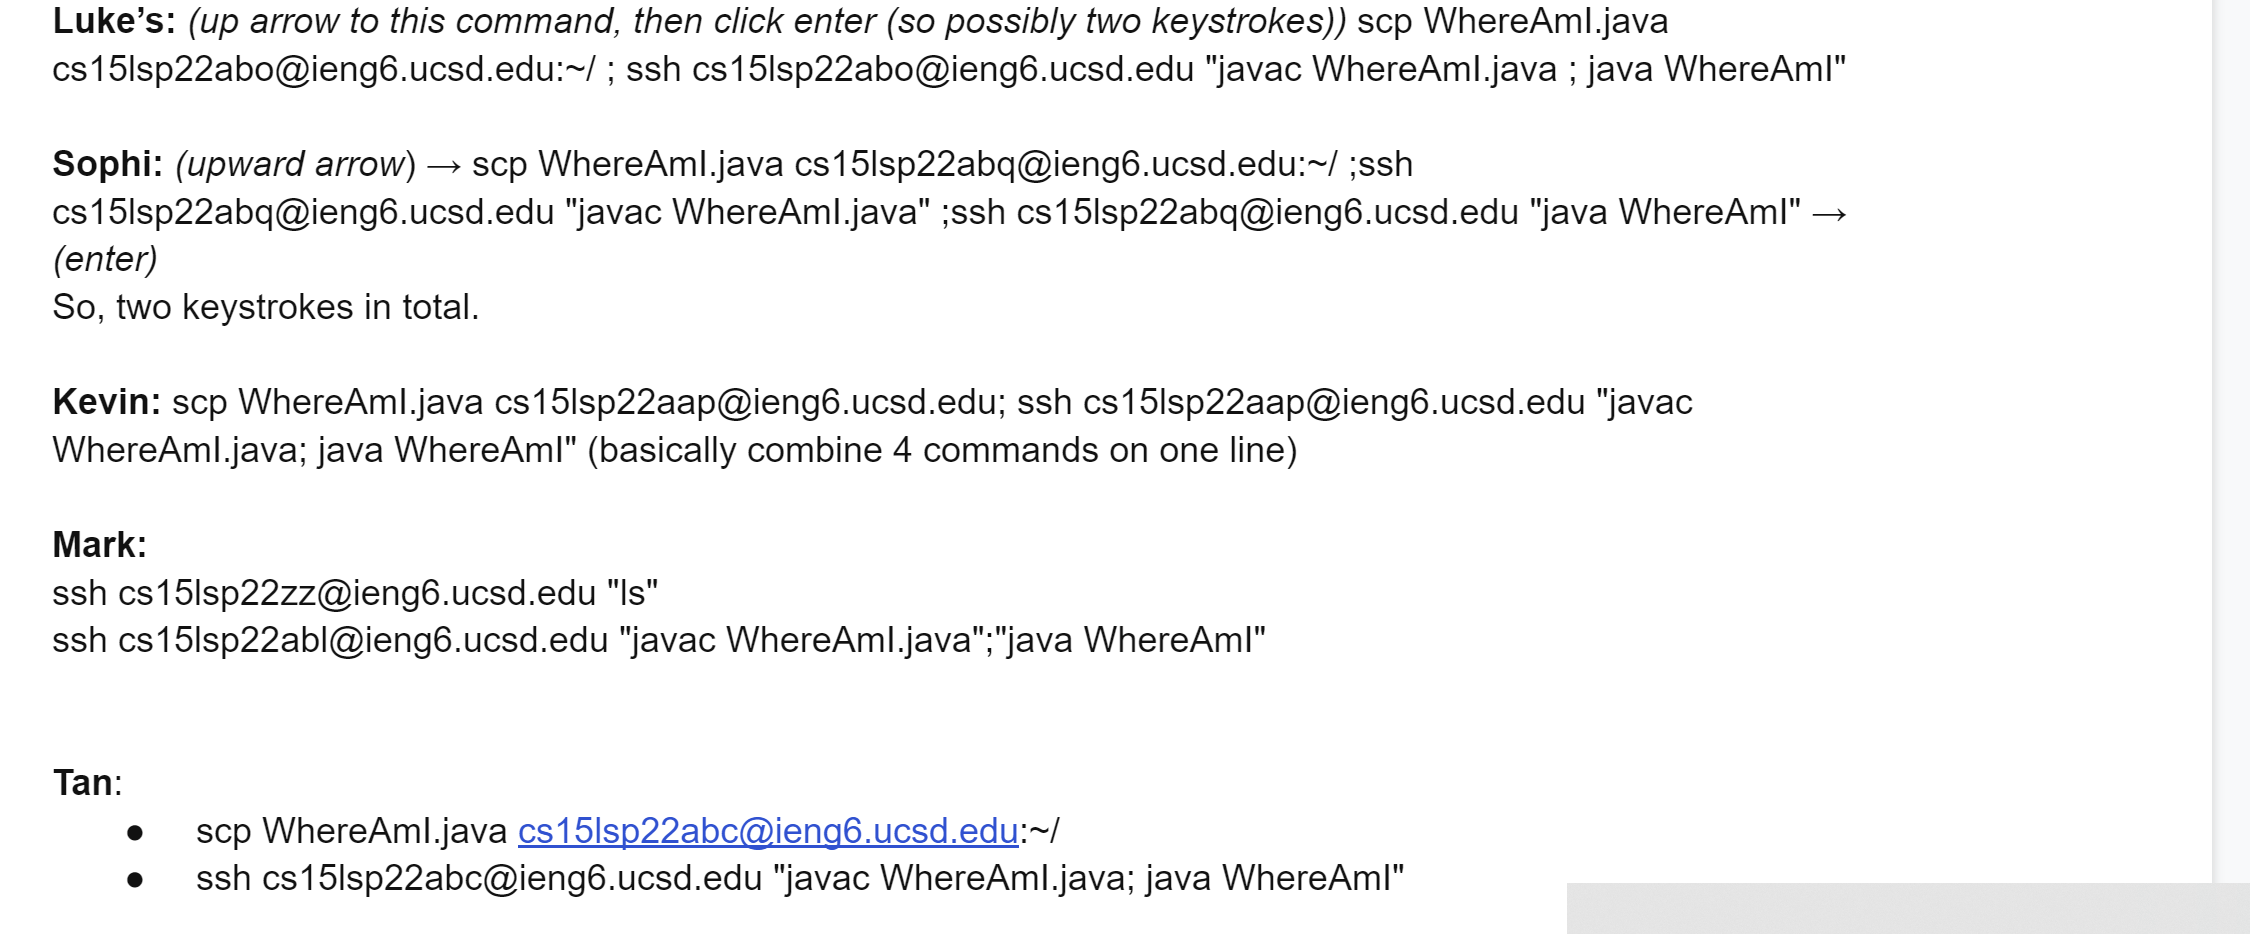 Luke’s: (up arrow to this command, then click enter (so possibly two keystrokes)) scp WhereAmI.java
cs15lsp22abo@ieng6.ucsd.edu:~/ ; ssh cs15lsp22abo@ieng6.ucsd.edu "javac WhereAmI.java ; java WhereAmI"
Sophi: (upward arrow) → scp WhereAmI.java cs15lsp22abq@ieng6.ucsd.edu:~/ ;ssh
cs15lsp22abq@ieng6.ucsd.edu "javac WhereAmI.java" ;ssh cs15lsp22abq@ieng6.ucsd.edu "java WhereAmI" →
(enter)
So, two keystrokes in total.
Kevin: scp WhereAmI.java cs15lsp22aap@ieng6.ucsd.edu; ssh cs15lsp22aap@ieng6.ucsd.edu "javac
WhereAmI.java; java WhereAmI" (basically combine 4 commands on one line)
Mark:
ssh cs15lsp22zz@ieng6.ucsd.edu "ls"
ssh cs15lsp22abl@ieng6.ucsd.edu "javac WhereAmI.java";"java WhereAmI"
Tan:
● scp WhereAmI.java cs15lsp22abc@ieng6.ucsd.edu:~/
● ssh cs15lsp22abc@ieng6.ucsd.edu "javac WhereAmI.java; java WhereAmI"